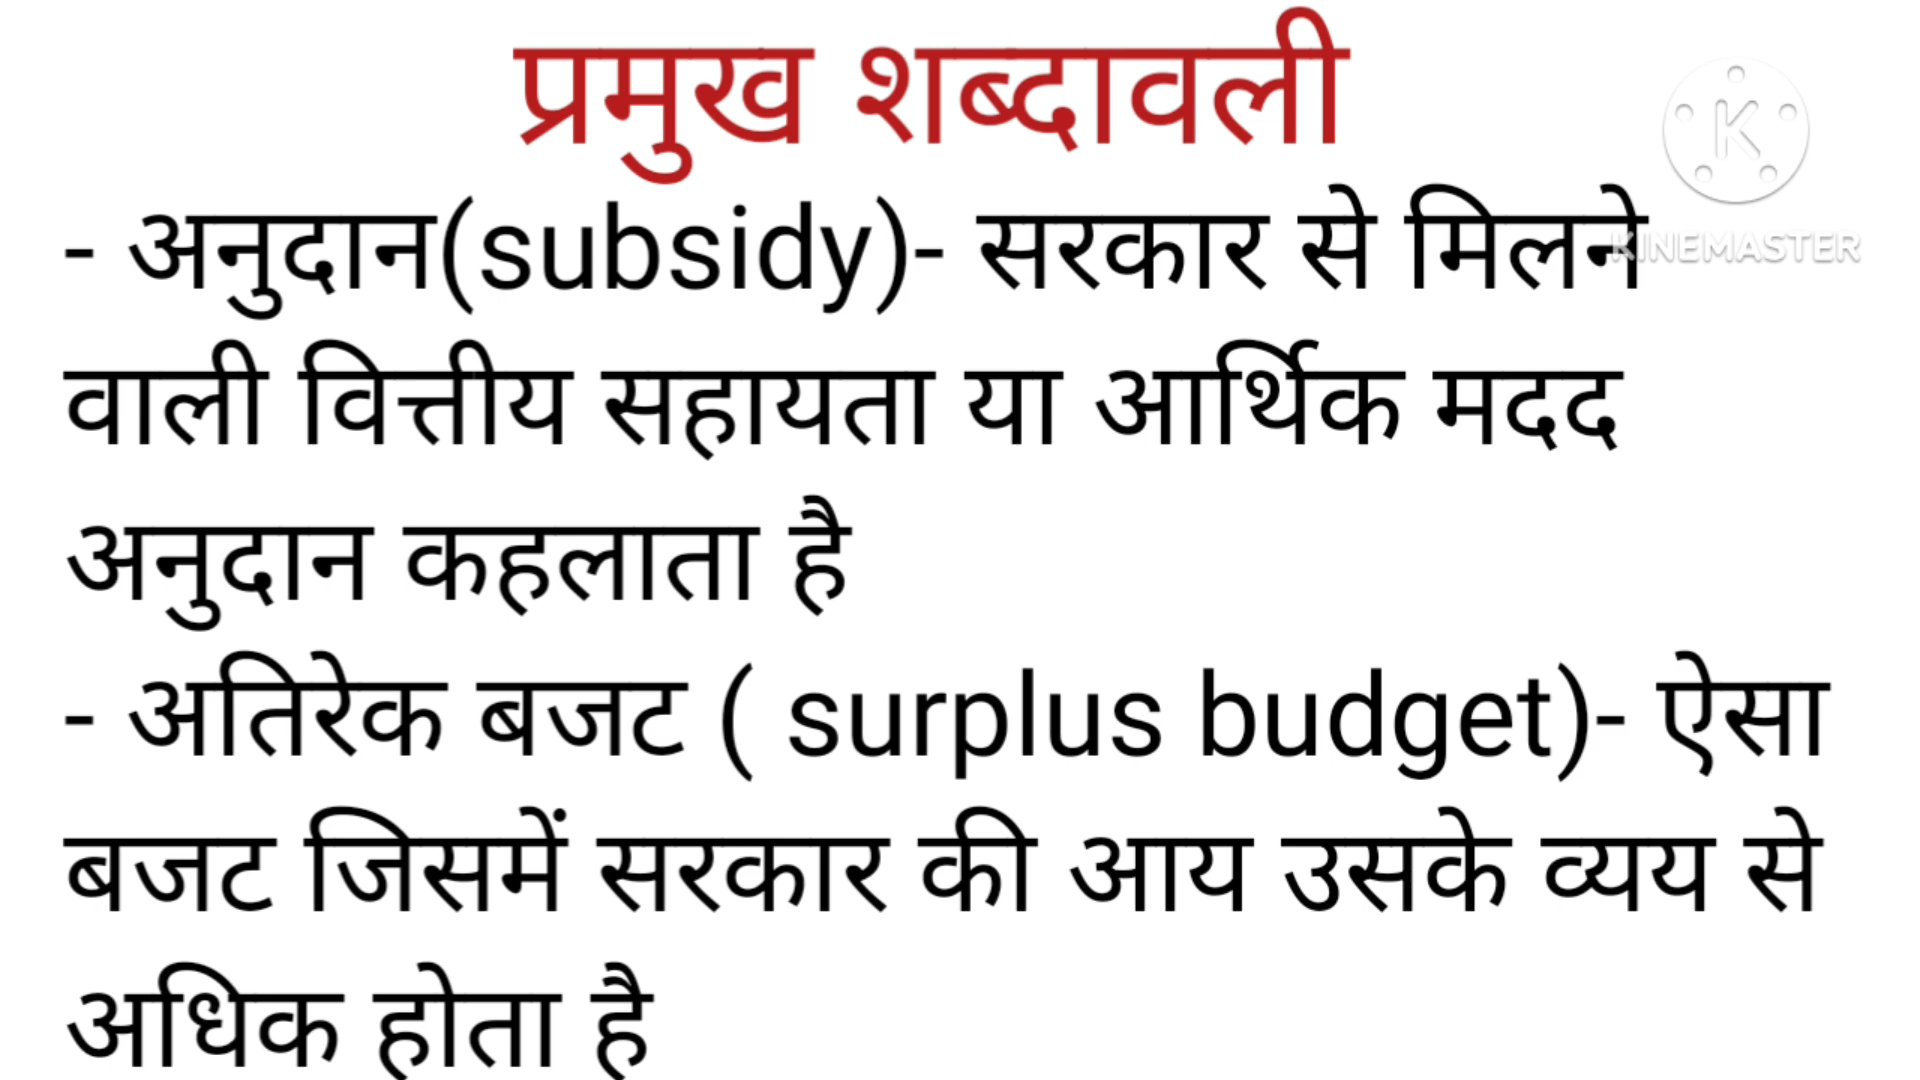 प्रमुख शब्दावली
K
- अनुदान(subsidy)- सरकार से मिलने
KINEMASTER
वाली वित्तीय सहायता या आर्थिक मदद
अनुदान कहलाता है
- अतिरेक बजट ( surplus budget)- ऐसा
बजट जिसमें सरकार की आय उसके व्यय से
अधिक होता है